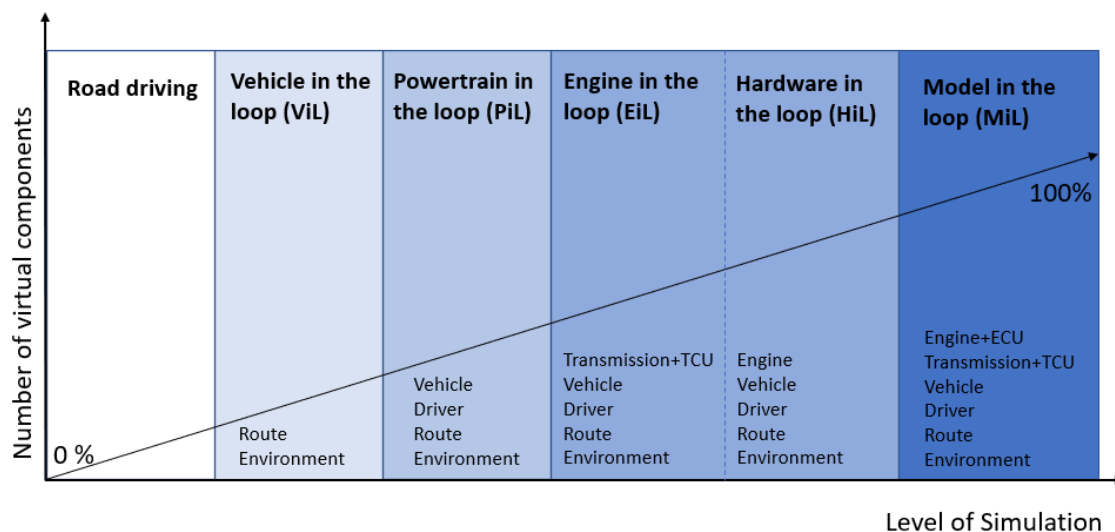 Number of virtual components
Road driving
Vehicle in the
loop (ViL)
Powertrain in
the loop (PiL)
Engine in the
loop (EiL)
Hardware in
the loop (HiL)
Model in the
loop (MiL)
100%
0 %
Route
Environment
Vehicle
Driver
Route
Environment
Transmission+TCU
Vehicle
Driver
Route
Environment
Engine
Vehicle
Driver
Route
Environment
Engine+ECU
Transmission+TCU
Vehicle
Driver
Route
Environment
Level of Simulation